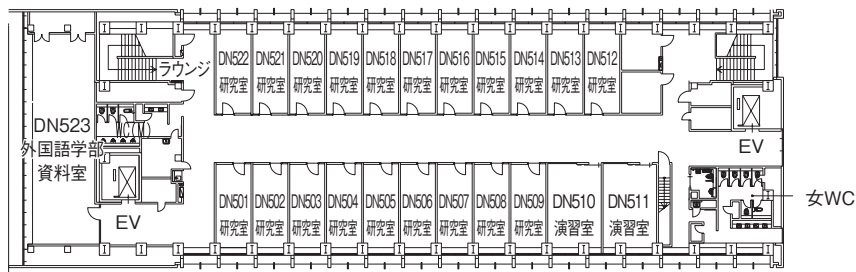 ラウンジ
DN522
研究室
DN521
研究室
DN520
研究室
DN519
研究室
DN518
研究室
DN517
研究室
DN516
研究室
DN515
研究室
DN514
研究室
DN513
研究室
DN512
研究室
DN523
外国語学部
資料室
EV
EV
DN501
研究室
DN502
研究室
DN503
研究室
DN504
研究室
DN505
研究室
DN506
研究室
DN507
研究室
DN508
研究室
DN509
研究室
DN510
演習室
DN511
演習室
女WC